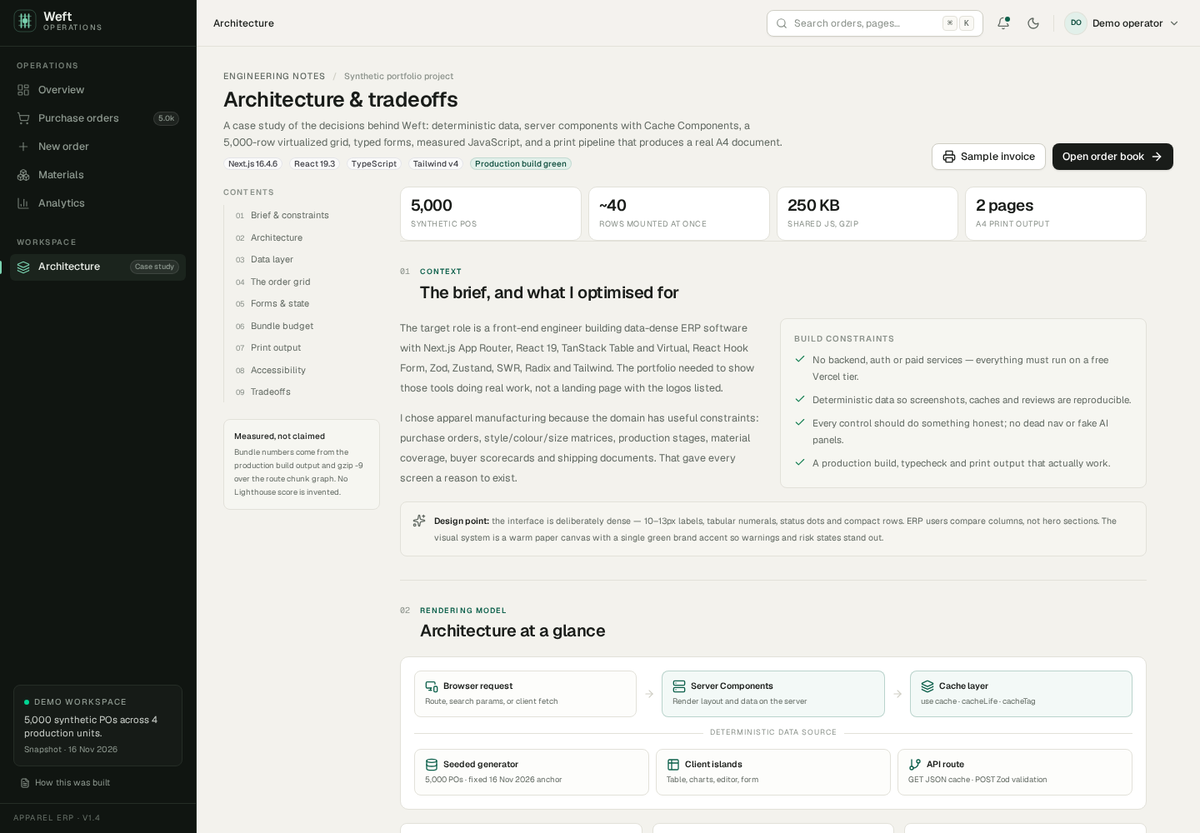 Weft
OPERATIONS
Architecture
Search orders, pages...
⌘ K
DO
Demo operator
OPERATIONS
Overview
Purchase orders
5.0k
New order
Materials
Analytics
WORKSPACE
Architecture
Case study
DEMO WORKSPACE
5,000 synthetic POs across 4
production units.
Snapshot · 16 Nov 2026
How this was built
APPAREL ERP · V1.4
ENGINEERING NOTES / Synthetic portfolio project
Architecture & tradeoffs
A case study of the decisions behind Weft: deterministic data, server components with Cache Components, a
5,000-row virtualized grid, typed forms, measured JavaScript, and a print pipeline that produces a real A4 document.
Next.js 16.4.6
React 19.3
TypeScript
Tailwind v4
Production build green
Sample invoice
Open order book
CONTENTS
01 Brief & constraints
02 Architecture
03 Data layer
04 The order grid
05 Forms & state
06 Bundle budget
07 Print output
08 Accessibility
09 Tradeoffs
Measured, not claimed
Bundle numbers come from the
production build output and gzip -9
over the route chunk graph. No
Lighthouse score is invented.
5,000
SYNTHETIC POS
~40
ROWS MOUNTED AT ONCE
250 KB
SHARED JS, GZIP
2 pages
A4 PRINT OUTPUT
01 CONTEXT
The brief, and what I optimised for
The target role is a front-end engineer building data-dense ERP software
with Next.js App Router, React 19, TanStack Table and Virtual, React Hook
Form, Zod, Zustand, SWR, Radix and Tailwind. The portfolio needed to show
those tools doing real work, not a landing page with the logos listed.
I chose apparel manufacturing because the domain has useful constraints:
purchase orders, style/colour/size matrices, production stages, material
coverage, buyer scorecards and shipping documents. That gave every
screen a reason to exist.
BUILD CONSTRAINTS
No backend, auth or paid services — everything must run on a free
Vercel tier.
Deterministic data so screenshots, caches and reviews are reproducible.
Every control should do something honest; no dead nav or fake AI
panels.
A production build, typecheck and print output that actually work.
Design point: the interface is deliberately dense — 10–13px labels, tabular numerals, status dots and compact rows. ERP users compare columns, not hero sections. The
visual system is a warm paper canvas with a single green brand accent so warnings and risk states stand out.
02 RENDERING MODEL
Architecture at a glance
Browser request
Route, search params, or client fetch
Server Components
Render layout and data on the server
Cache layer
use cache · cacheLife · cacheTag
DETERMINISTIC DATA SOURCE
Seeded generator
5,000 POs · fixed 16 Nov 2026 anchor
Client islands
Table, charts, editor, form
API route
GET JSON cache · POST Zod validation